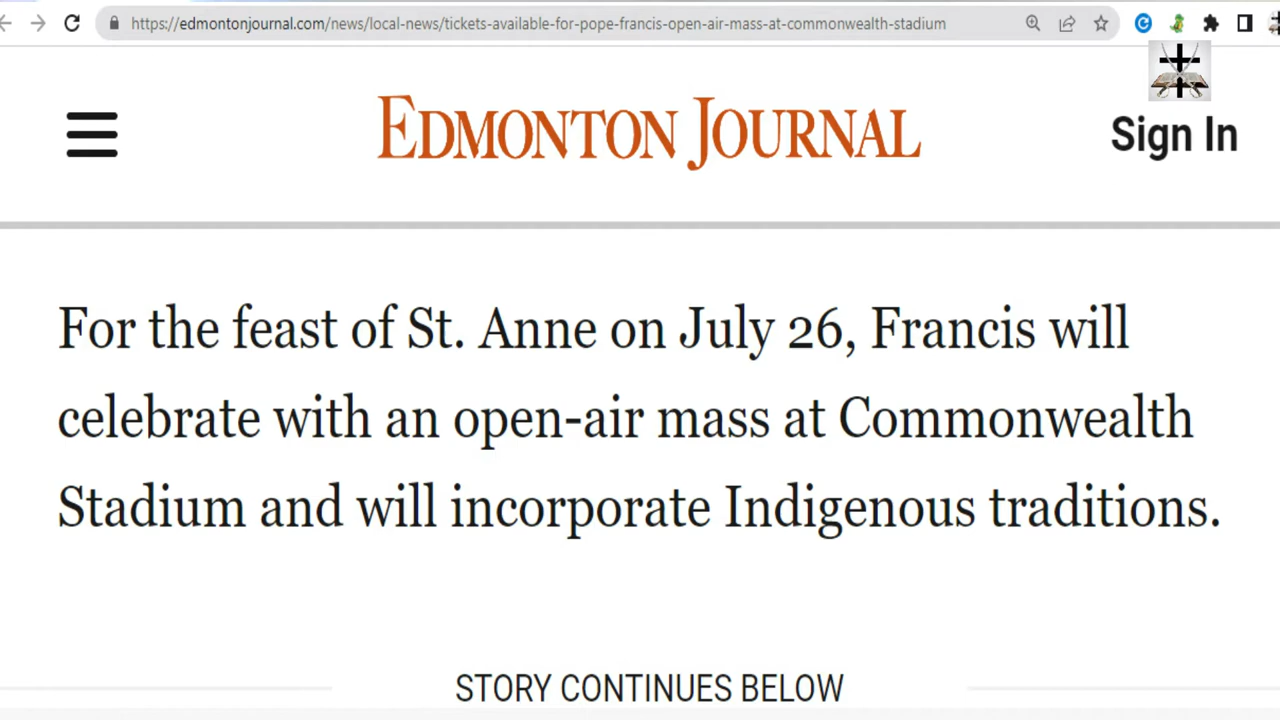 https://edmontonjournal.com/news/local-news/tickets-available-for-pope-francis-open-air-mass-at-commonwealth-stadium
EDMONTON JOURNAL
Sign In
For the feast of St. Anne on July 26, Francis will
celebrate with an open-air mass at Commonwealth
Stadium and will incorporate Indigenous traditions.
STORY CONTINUES BELOW